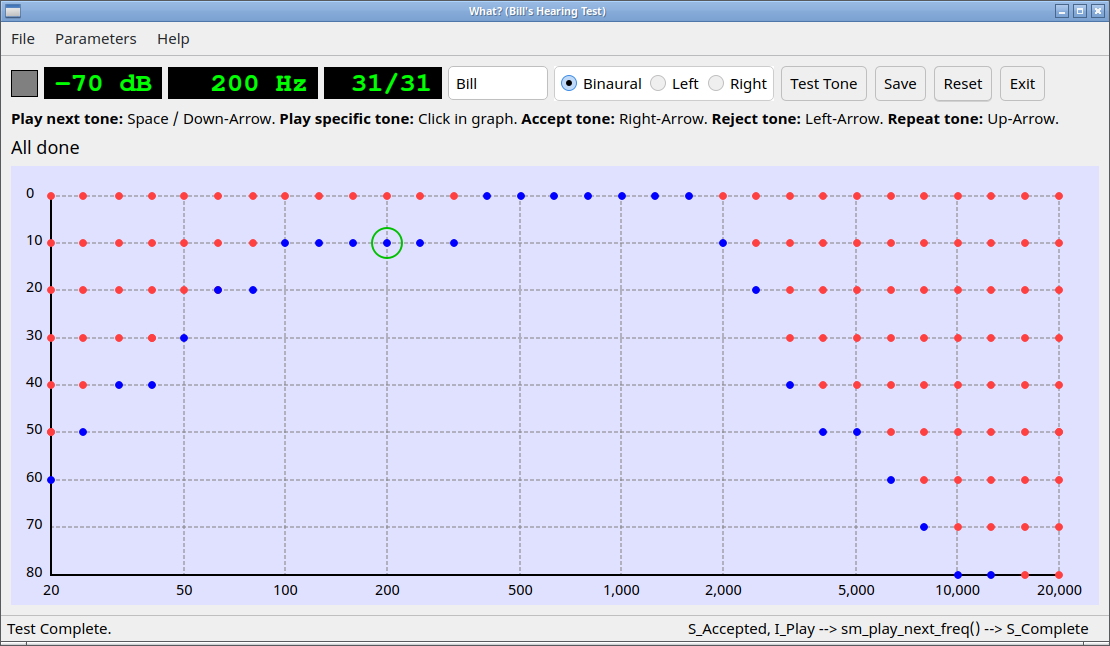 What? (Bill's Hearing Test)
File Parameters Help
-70 dB 200 Hz 31/31 Bill Binaural Left Right Test Tone Save Reset Exit
Play next tone: Space / Down-Arrow. Play specific tone: Click in graph. Accept tone: Right-Arrow. Reject tone: Left-Arrow. Repeat tone: Up-Arrow.
All done
0
10
20
30
40
50
60
70
80
20 50 100 200 500 1,000 2,000 5,000 10,000 20,000
Test Complete. S_Accepted, I_Play --> sm_play_next_freq() --> S_Complete